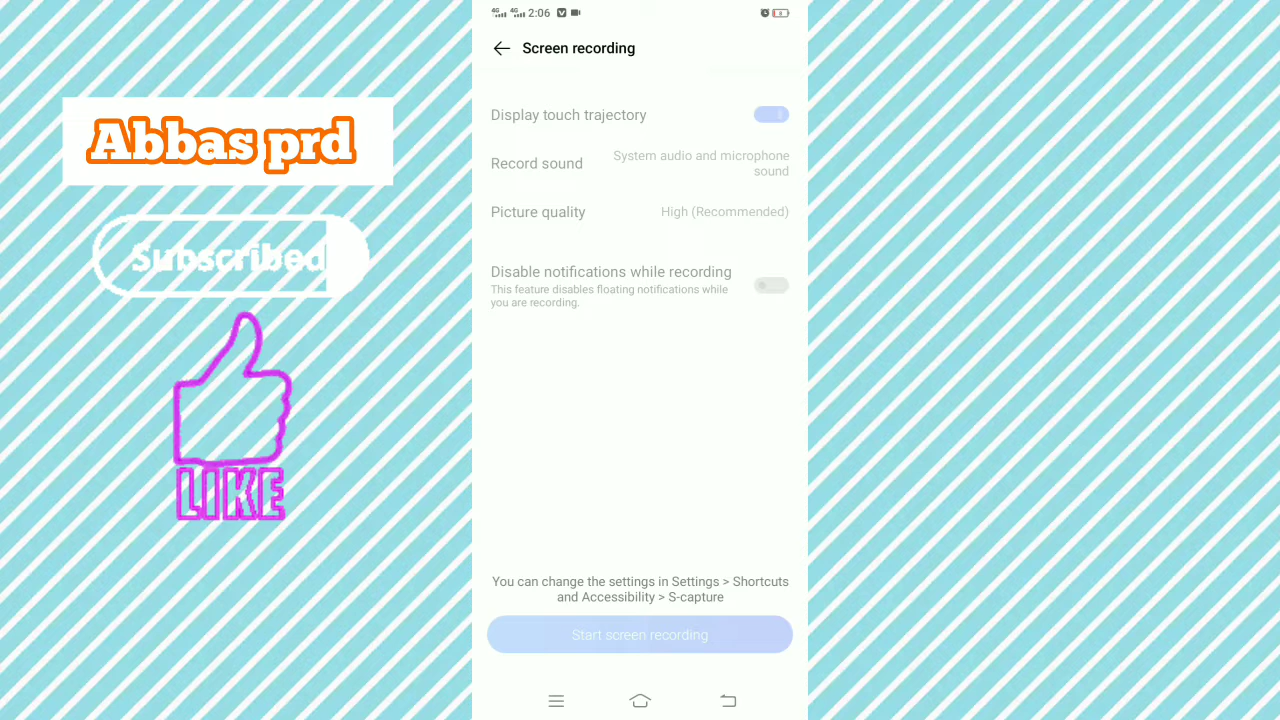 4G 4G 2:06 8
Screen recording
Display touch trajectory
Record sound
System audio and microphone
sound
Picture quality
High (Recommended)
Disable notifications while recording
This feature disables floating notifications while
you are recording.
You can change the settings in Settings > Shortcuts
and Accessibility > S-capture
Start screen recording
Abbas prd
Subscribed
LIKE